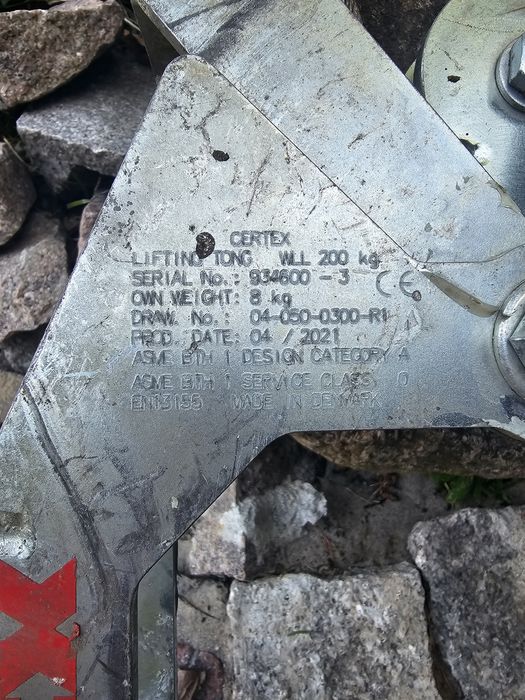 CERTEX
LIFTING TONG WLL 200 kg
SERIAL No.: 934600 - 3 CE
OWN WEIGHT: 8 kg
DRAW. No.: 04-050-0300-R1
PROD. DATE: 04 / 2021
ASME BTH 1 DESIGN CATEGORY A
ASME BTH 1 SERVICE CLASS 0
EN13155 MADE IN DENMARK